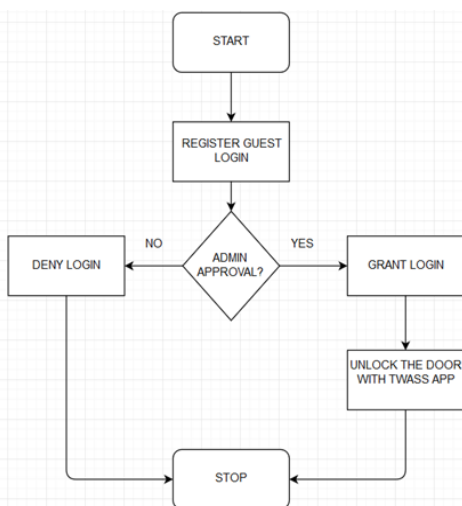 START
REGISTER GUEST
LOGIN
NO
ADMIN
APPROVAL?
YES
DENY LOGIN
GRANT LOGIN
UNLOCK THE DOOR
WITH TWASS APP
STOP